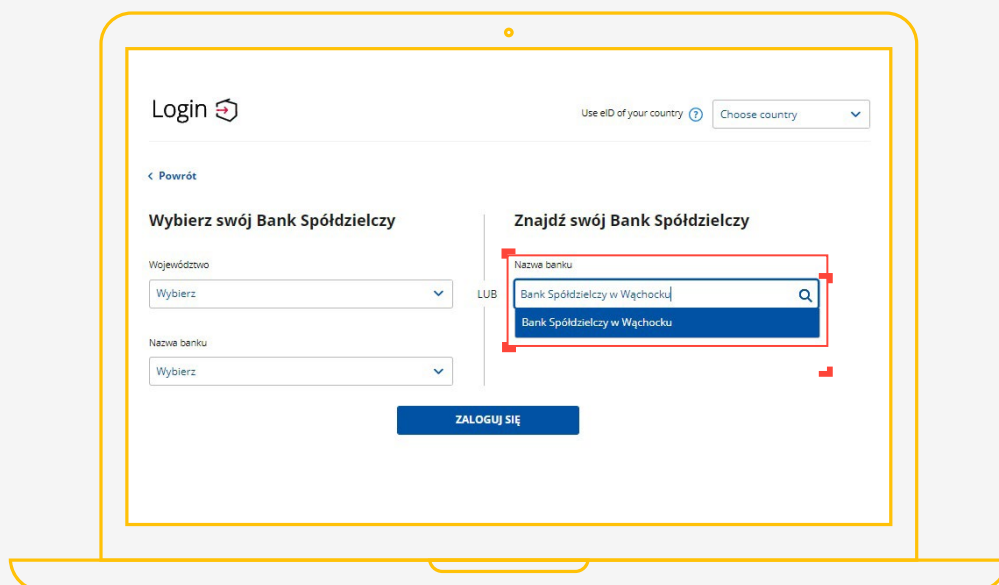 Login
Use eID of your country ?
Choose country
Powrót
Wybierz swój Bank Spółdzielczy
Województwo
Wybierz
Nazwa banku
Wybierz
LUB
Znajdź swój Bank Spółdzielczy
Nazwa banku
Bank Spółdzielczy w Wąchocku
Bank Spółdzielczy w Wąchocku
ZALOGUJ SIĘ